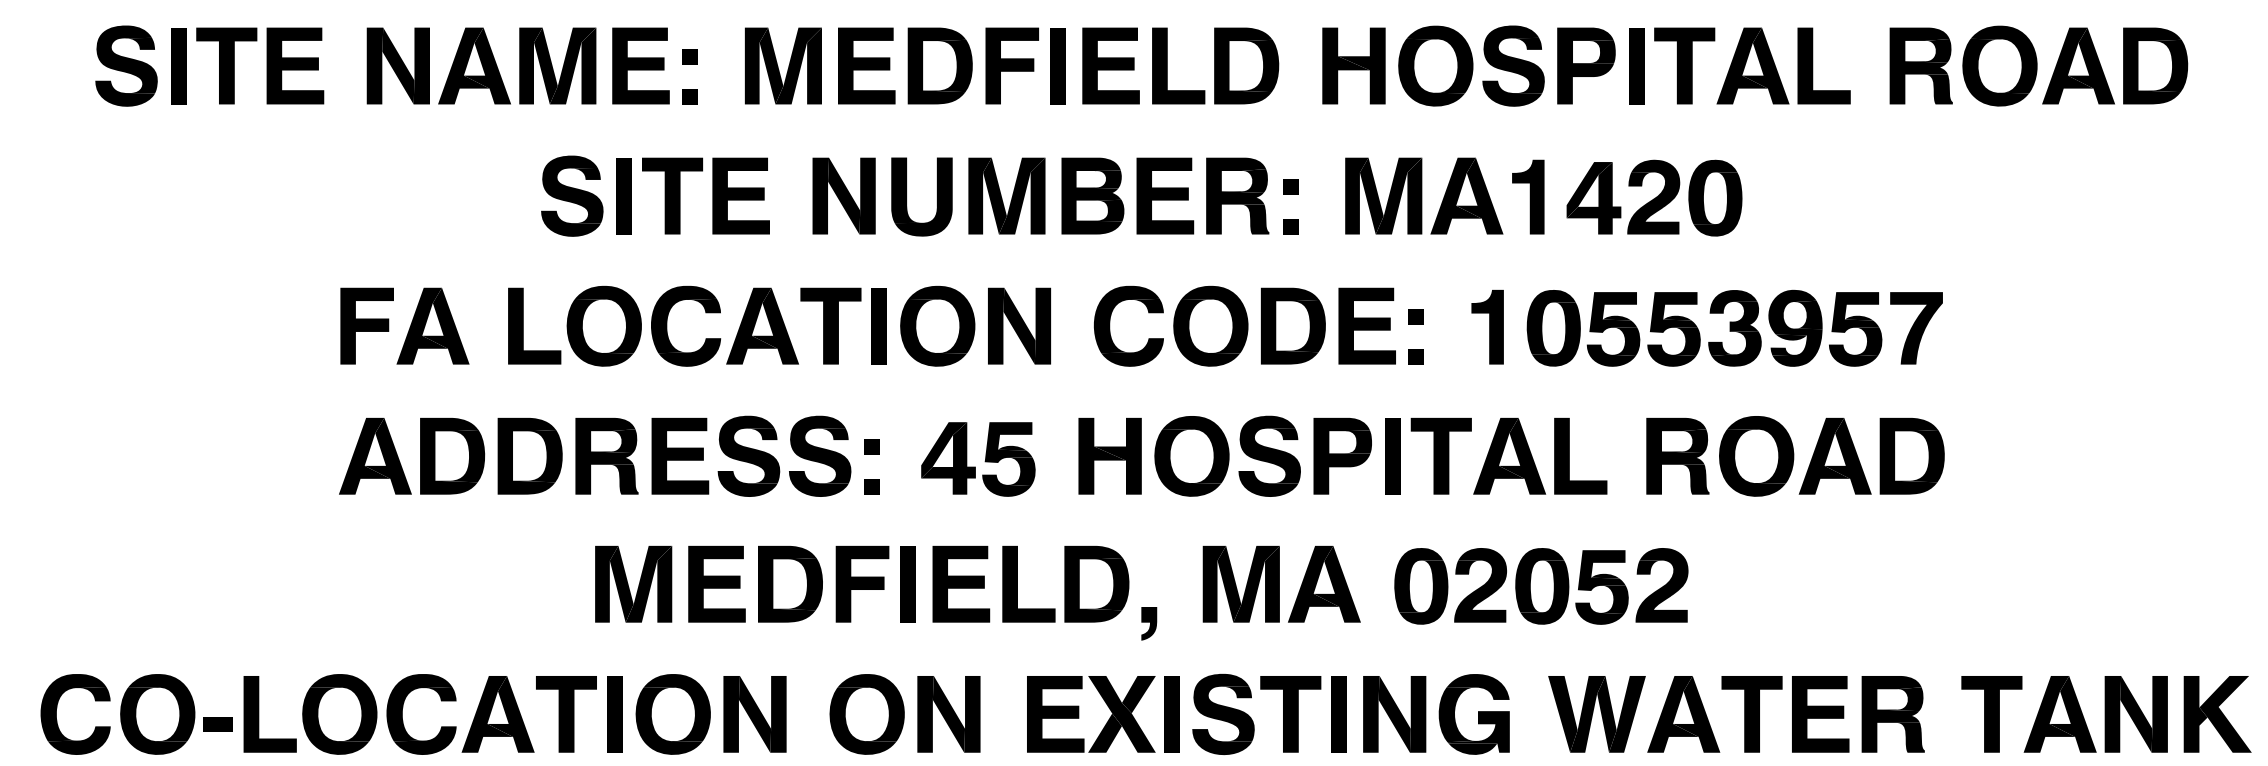 SITE NAME: MEDFIELD HOSPITAL ROAD
SITE NUMBER: MA1420
FA LOCATION CODE: 10553957
ADDRESS: 45 HOSPITAL ROAD
MEDFIELD, MA 02052
CO-LOCATION ON EXISTING WATER TANK